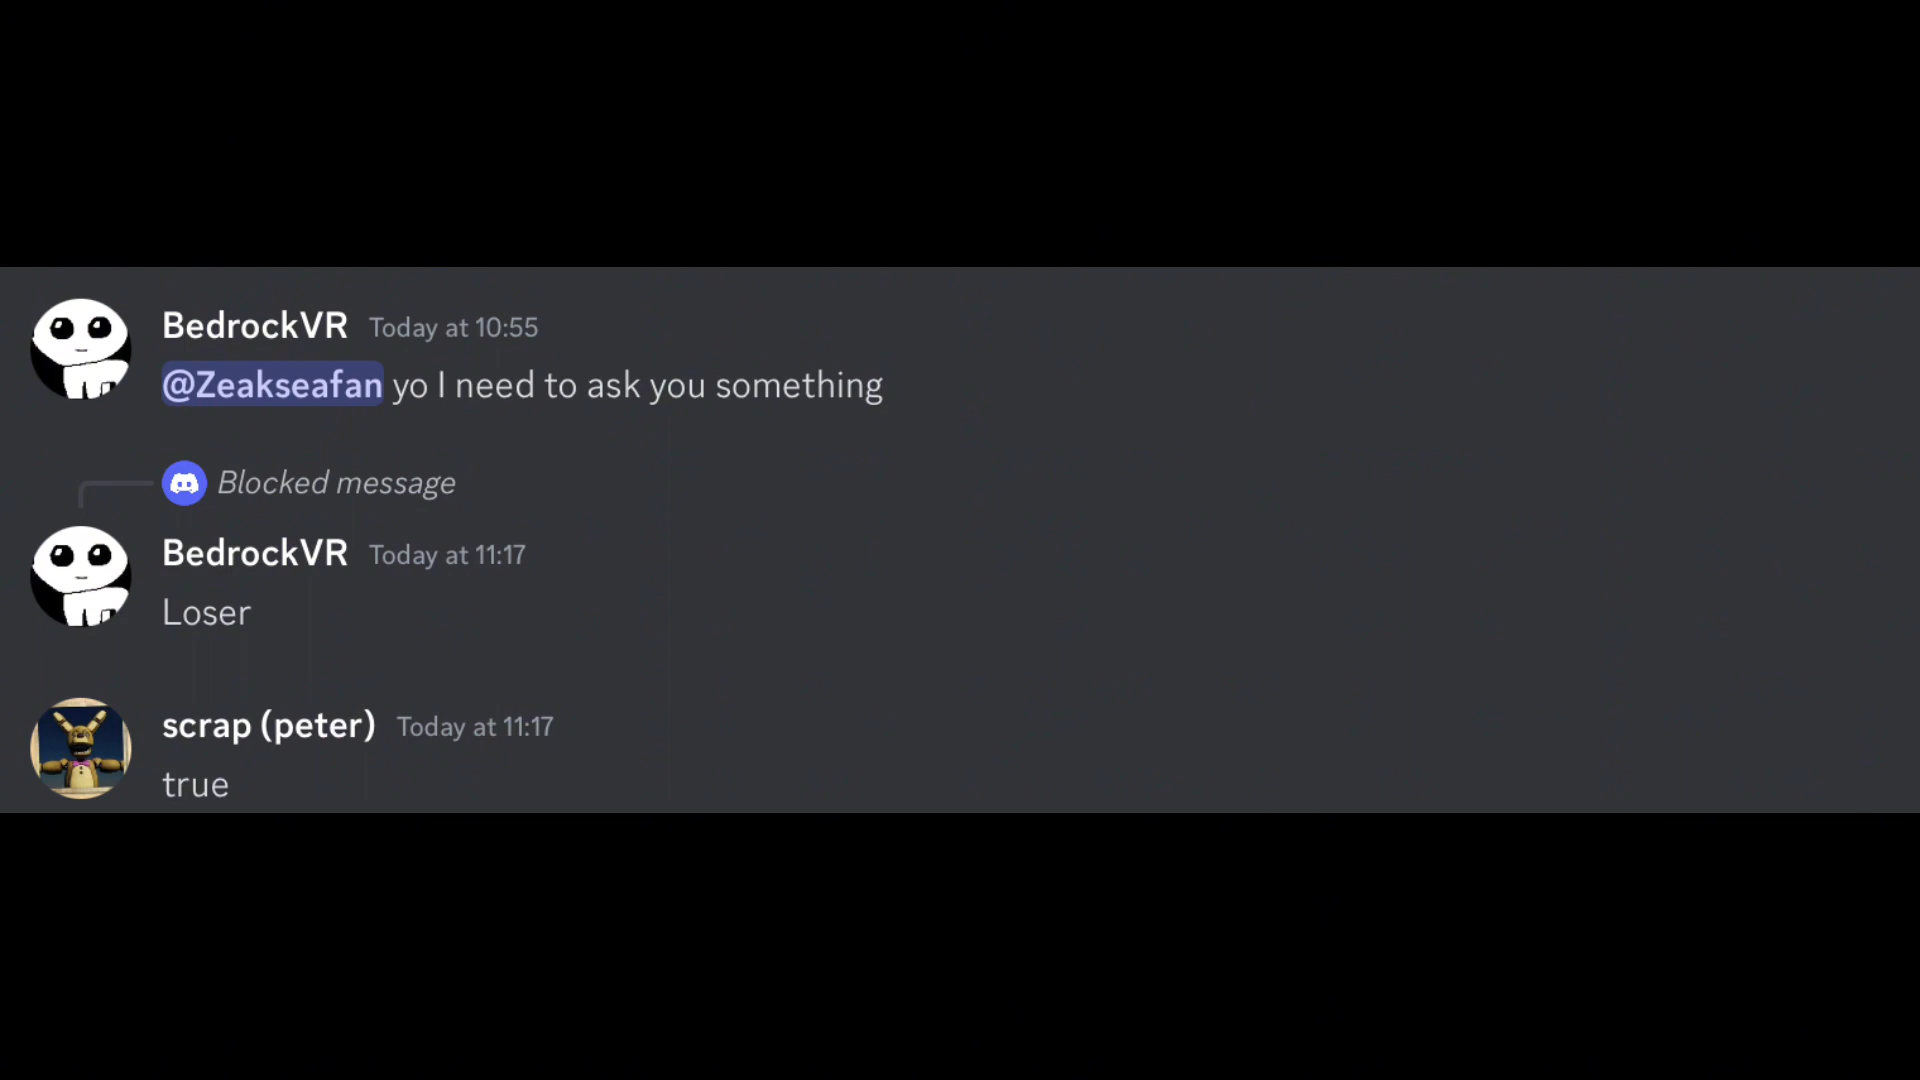 BedrockVR Today at 10:55
@Zeakseafan yo I need to ask you something
Blocked message
BedrockVR Today at 11:17
Loser
scrap (peter) Today at 11:17
true